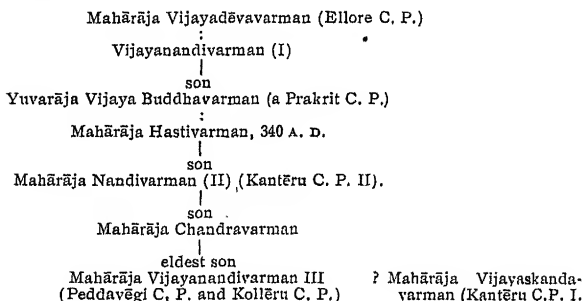 Mahārāja Vijayadēvavarman (Ellore C. P.)
:
Vijayanandivarman (I)
|
son
Yuvarāja Vijaya Buddhavarman (a Prakrit C. P.)
:
Mahārāja Hastivarman, 340 A. D.
|
son
Mahārāja Nandivarman (II) (Kantēru C. P. II).
|
son
Mahārāja Chandravarman
|
eldest son
Mahārāja Vijayanandivarman III ? Mahārāja Vijayaskanda-
(Peddavēgi C. P. and Kollēru C. P.) varman (Kantēru C.P. I.